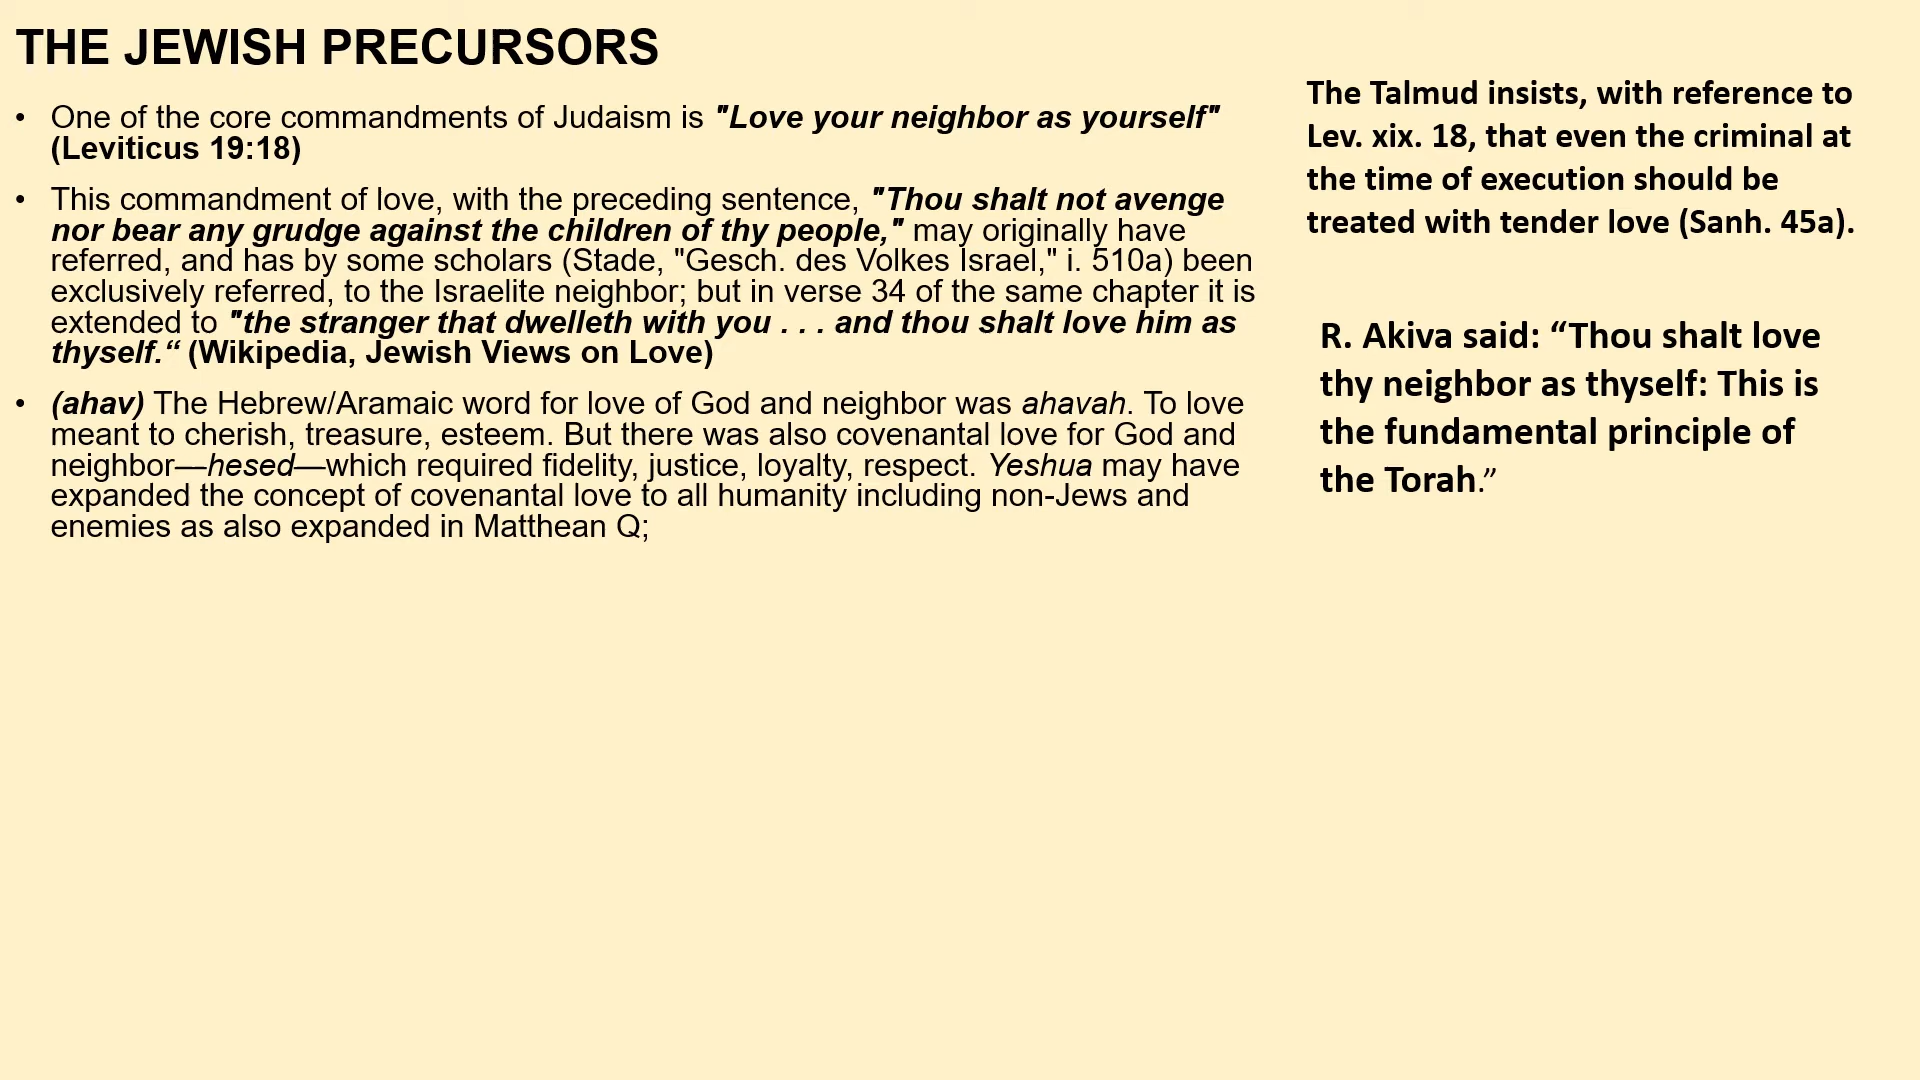 THE JEWISH PRECURSORS
• One of the core commandments of Judaism is "Love your neighbor as yourself"
(Leviticus 19:18)
• This commandment of love, with the preceding sentence, "Thou shalt not avenge
nor bear any grudge against the children of thy people," may originally have
referred, and has by some scholars (Stade, "Gesch. des Volkes Israel," i. 510a) been
exclusively referred, to the Israelite neighbor; but in verse 34 of the same chapter it is
extended to "the stranger that dwelleth with you . . . and thou shalt love him as
thyself.“ (Wikipedia, Jewish Views on Love)
• (ahav) The Hebrew/Aramaic word for love of God and neighbor was ahavah. To love
meant to cherish, treasure, esteem. But there was also covenantal love for God and
neighbor—hesed—which required fidelity, justice, loyalty, respect. Yeshua may have
expanded the concept of covenantal love to all humanity including non-Jews and
enemies as also expanded in Matthean Q;
The Talmud insists, with reference to
Lev. xix. 18, that even the criminal at
the time of execution should be
treated with tender love (Sanh. 45a).
R. Akiva said: “Thou shalt love
thy neighbor as thyself: This is
the fundamental principle of
the Torah.”